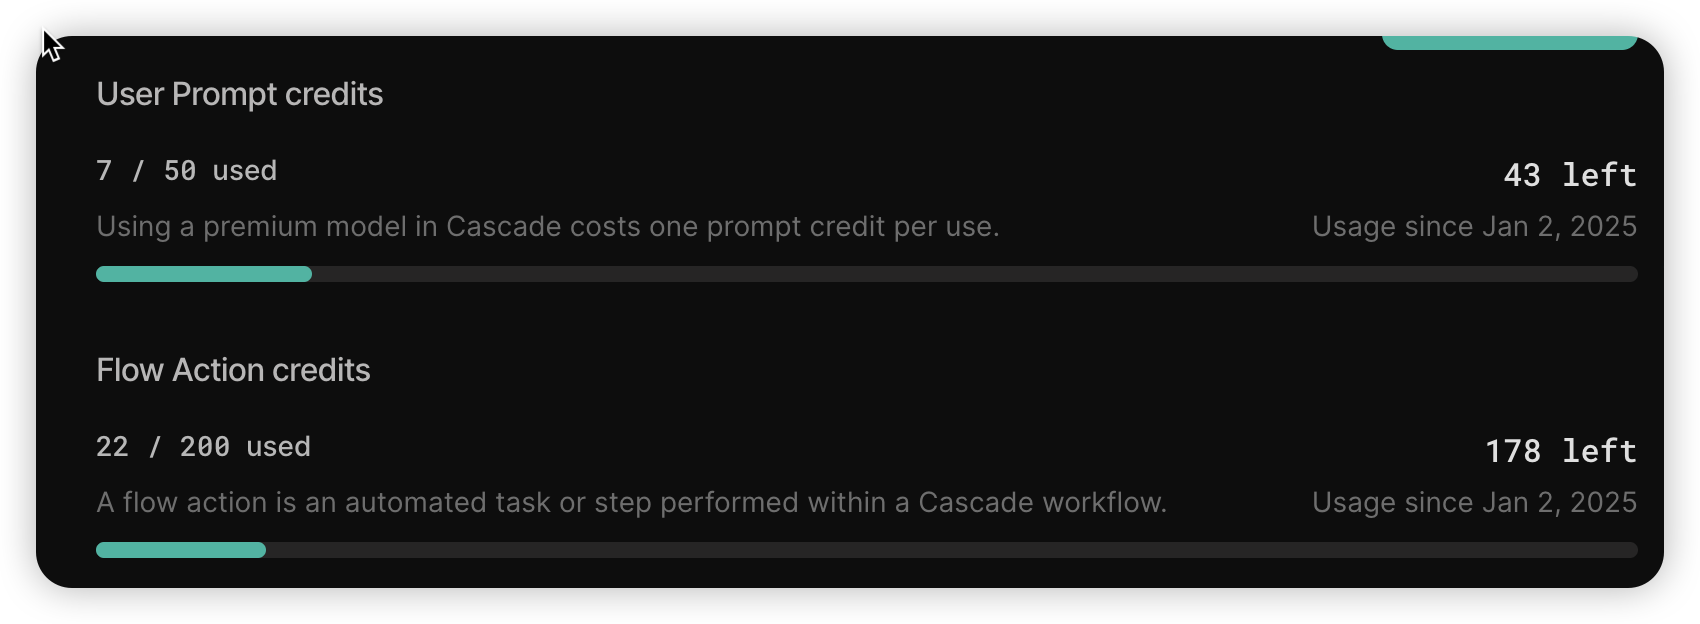 User Prompt credits
7 / 50 used
43 left
Using a premium model in Cascade costs one prompt credit per use.
Usage since Jan 2, 2025
Flow Action credits
22 / 200 used
178 left
A flow action is an automated task or step performed within a Cascade workflow.
Usage since Jan 2, 2025